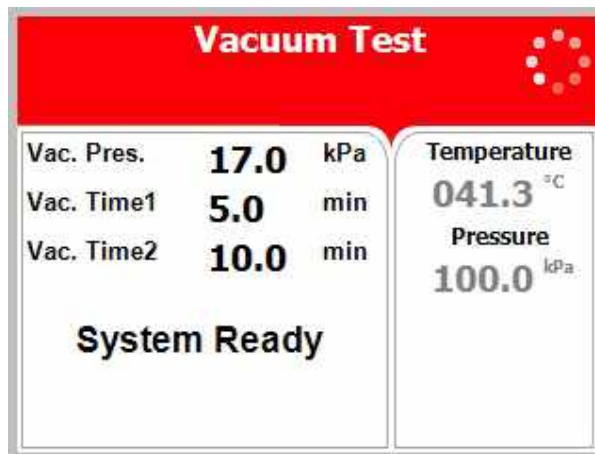 Vacuum Test
Vac. Pres. 17.0 kPa
Vac. Time1 5.0 min
Vac. Time2 10.0 min
System Ready
Temperature
041.3 °C
Pressure
100.0 kPa